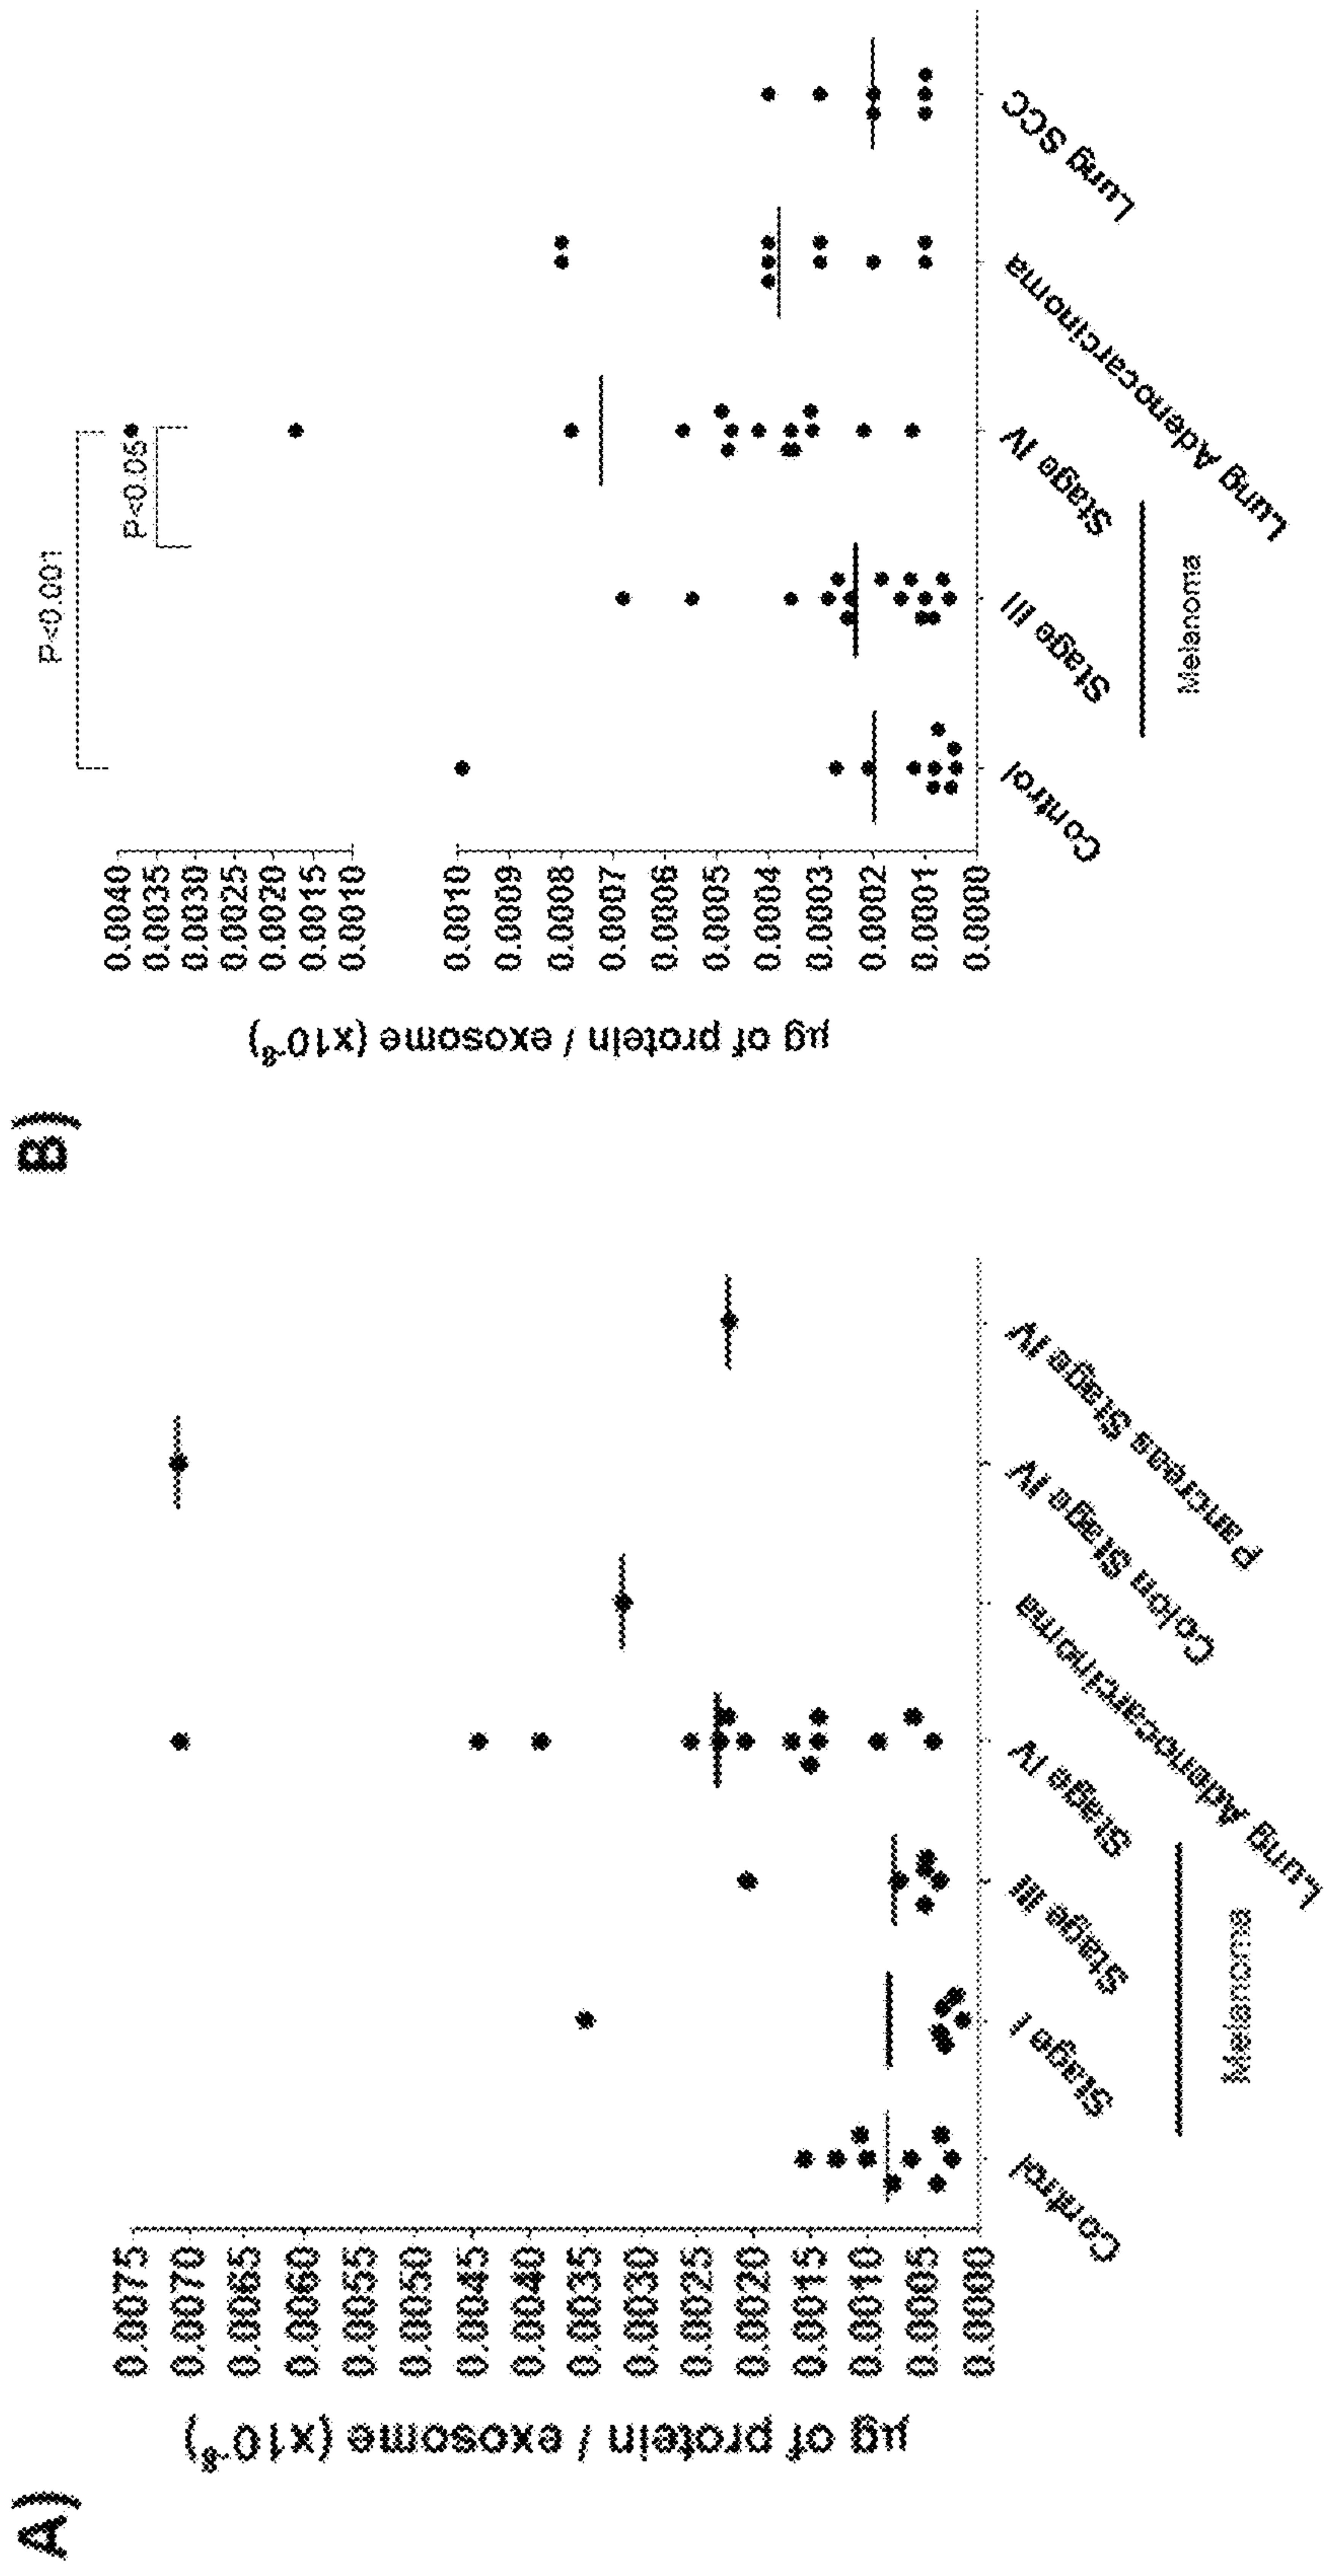 A)
µg of protein / exosome (x10-8)
0.0075
0.0070
0.0065
0.0060
0.0055
0.0050
0.0045
0.0040
0.0035
0.0030
0.0025
0.0020
0.0015
0.0010
0.0005
0.0000
Control
Stage I
Stage III
Stage IV
Lung Adenocarcinoma
Colon Stage IV
Pancreas Stage IV
Melanoma
B)
µg of protein / exosome (x10-8)
P<0.001
P<0.05
0.0040
0.0035
0.0030
0.0025
0.0020
0.0015
0.0010
0.0010
0.0009
0.0008
0.0007
0.0006
0.0005
0.0004
0.0003
0.0002
0.0001
0.0000
Control
Stage III
Stage IV
Lung Adenocarcinoma
Lung SCC
Melanoma